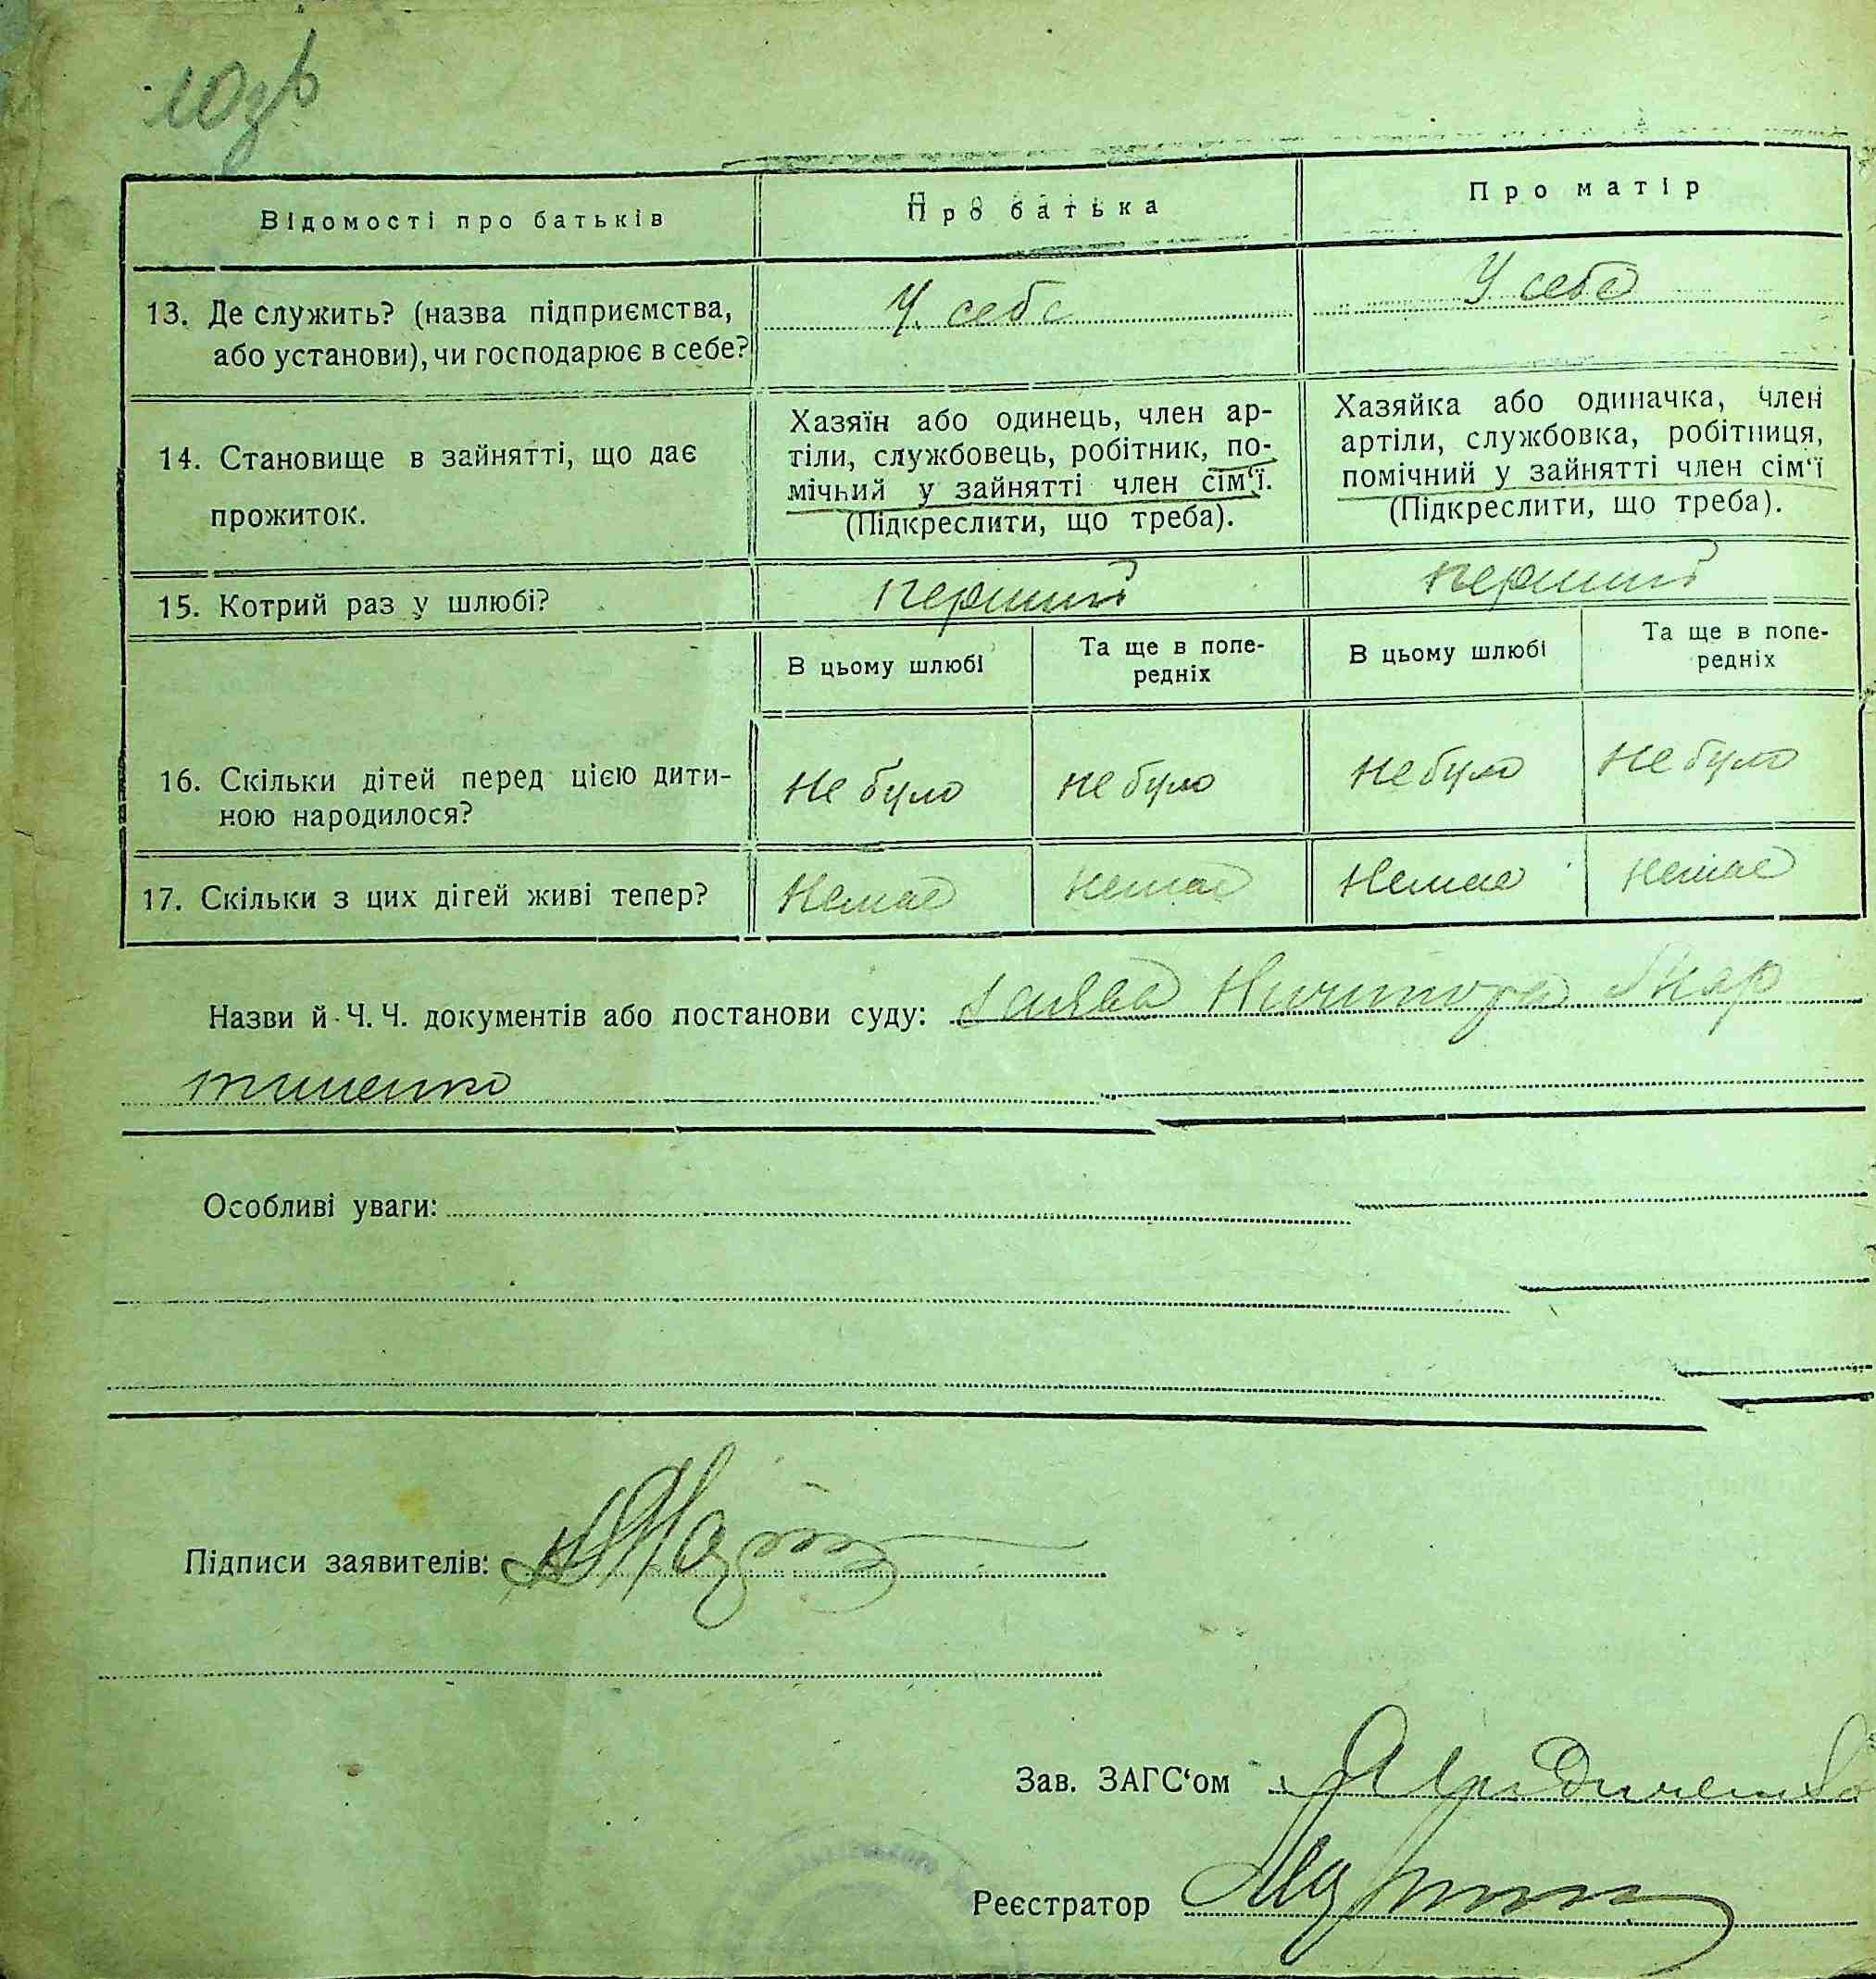 10зв
Відомості про батьків
Про батька
Про матір
13. Де служить? (назва підприємства,
або установи), чи господарює в себе?
У себе
У себе
14. Становище в зайнятті, що дає
прожиток.
Хазяїн або одинець, член ар-
тіли, службовець, робітник, по-
мічний у зайнятті член сім‘ї.
(Підкреслити, що треба).
Хазяйка або одиначка, член
артіли, службовка, робітниця,
помічний у зайнятті член сім‘ї
(Підкреслити, що треба).
15. Котрий раз у шлюбі?
перший
перший
В цьому шлюбі
Та ще в попе-
редніх
В цьому шлюбі
Та ще в попе-
редніх
16. Скільки дітей перед цією дити-
ною народилося?
Не було
не було
не було
не було
17. Скільки з цих дітей живі тепер?
Немає
немає
Немає
немає
Назви й Ч. Ч. документів або постанови суду: заява
Особливі уваги:
Підписи заявителів:
Зав. ЗАГС‘ом
Реєстратор